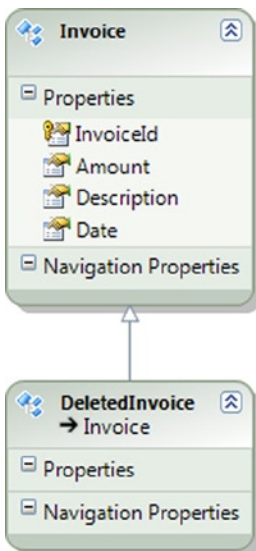 Invoice
Properties
InvoiceId
Amount
Description
Date
Navigation Properties
DeletedInvoice
Invoice
Properties
Navigation Properties